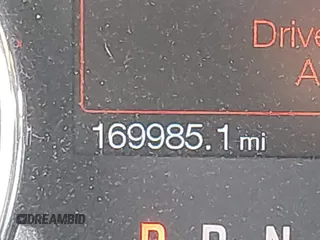 Drive
A
169985.1 mi
P R N
DREAMBID